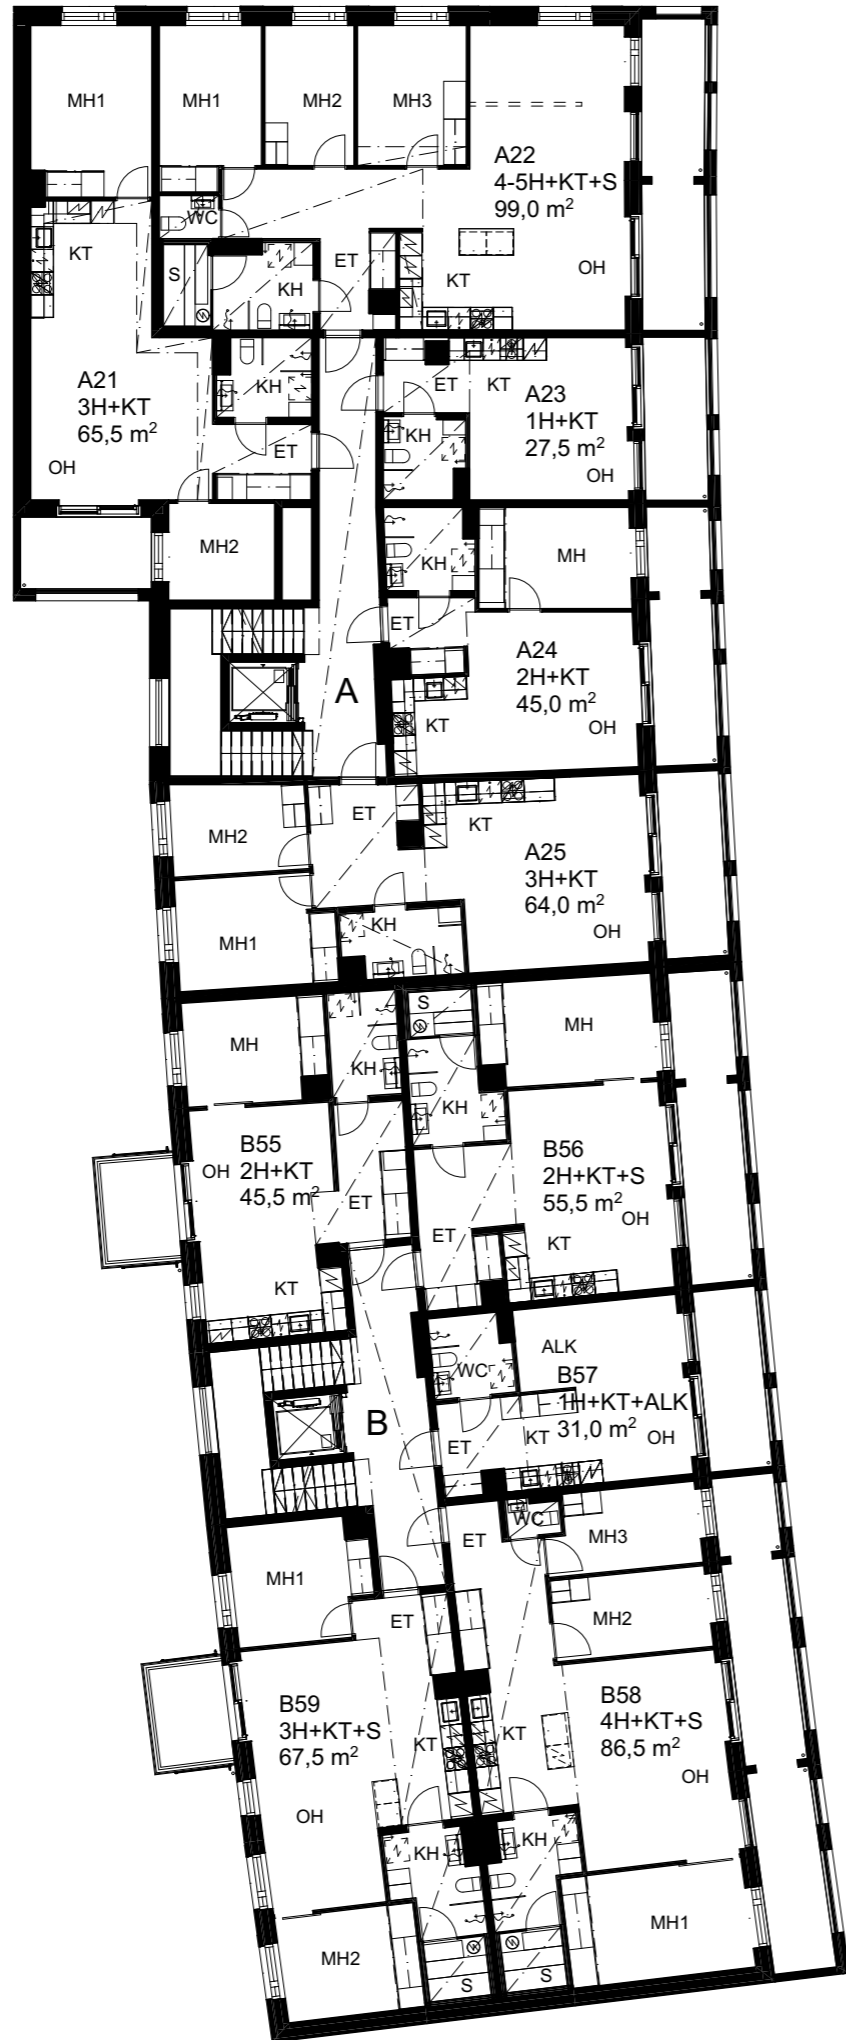 MH1
MH1
MH2
MH3
A22
4-5H+KT+S
99,0 m²
WC
KT
S
ET
KH
KT
OH
A21
3H+KT
65,5 m²
KH
ET
KT
A23
1H+KT
27,5 m²
KH
OH
OH
ET
MH2
KH
MH
ET
A24
2H+KT
45,0 m²
A
KT
OH
MH2
ET
KT
A25
3H+KT
64,0 m²
MH1
KH
OH
S
MH
MH
KH
KH
B55
2H+KT
45,5 m²
OH
ET
B56
2H+KT+S
55,5 m²
OH
ET
KT
KT
ALK
WC
B57
1H+KT+ALK
31,0 m²
B
ET
KT
OH
WC
ET
MH3
MH1
ET
MH2
B59
3H+KT+S
67,5 m²
B58
4H+KT+S
86,5 m²
KT
KT
OH
OH
KH
KH
MH1
MH2
S
S